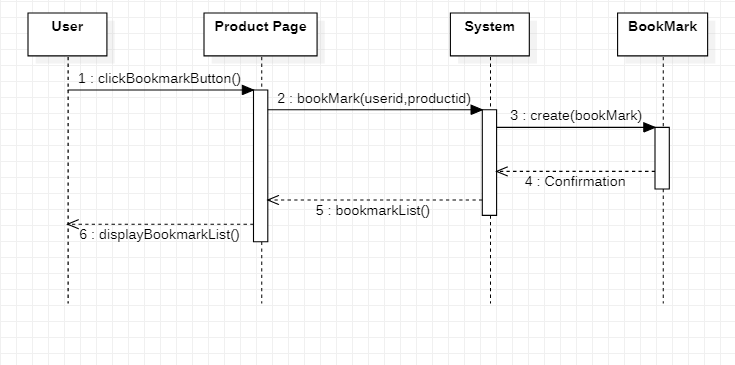 User
Product Page
System
BookMark
1 : clickBookmarkButton()
2 : bookMark(userid,productid)
3 : create(bookMark)
4 : Confirmation
5 : bookmarkList()
6 : displayBookmarkList()